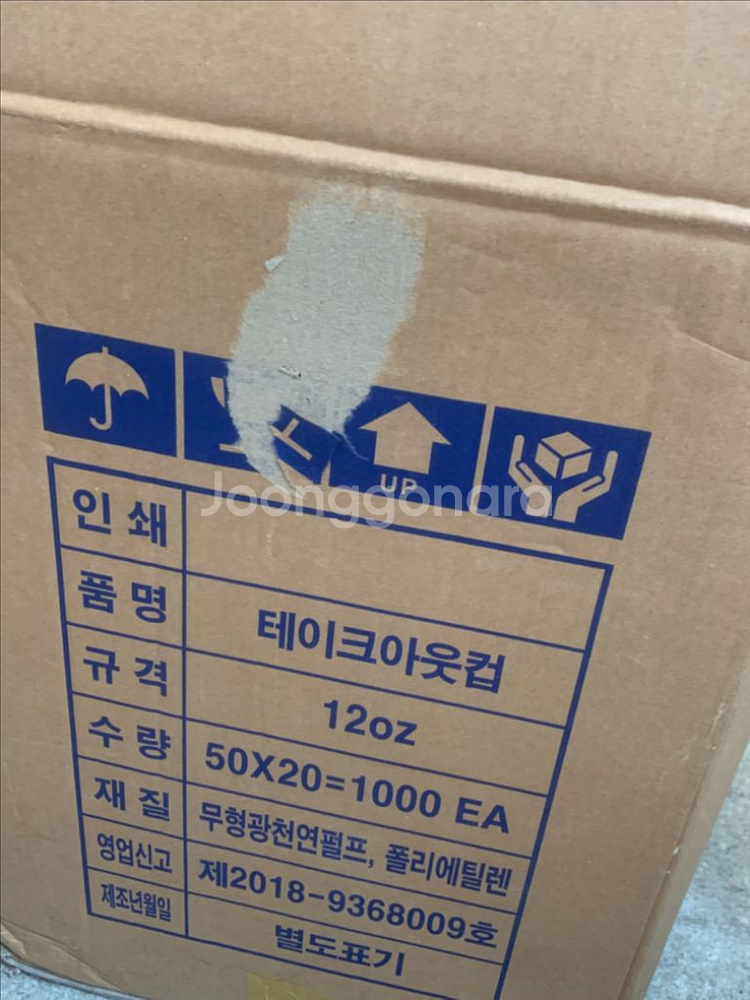 UP
Joonggonara
인쇄
품명 테이크아웃컵
규격 12oz
수량 50X20=1000 EA
재질 무형광천연펄프, 폴리에틸렌
영업신고 제2018-9368009호
제조년월일 별도표기